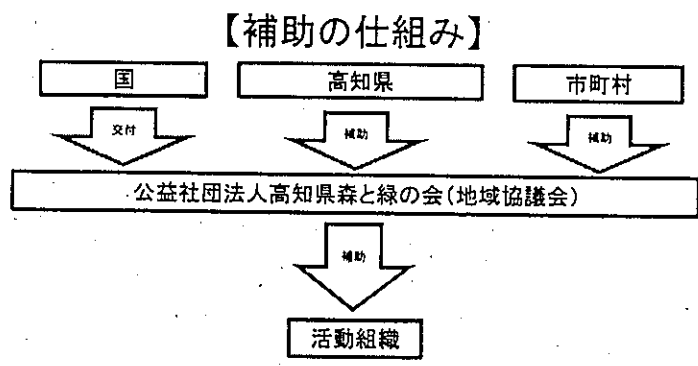 【補助の仕組み】
国 高知県 市町村
交付 補助 補助
公益社団法人高知県森と緑の会(地域協議会)
補助
活動組織